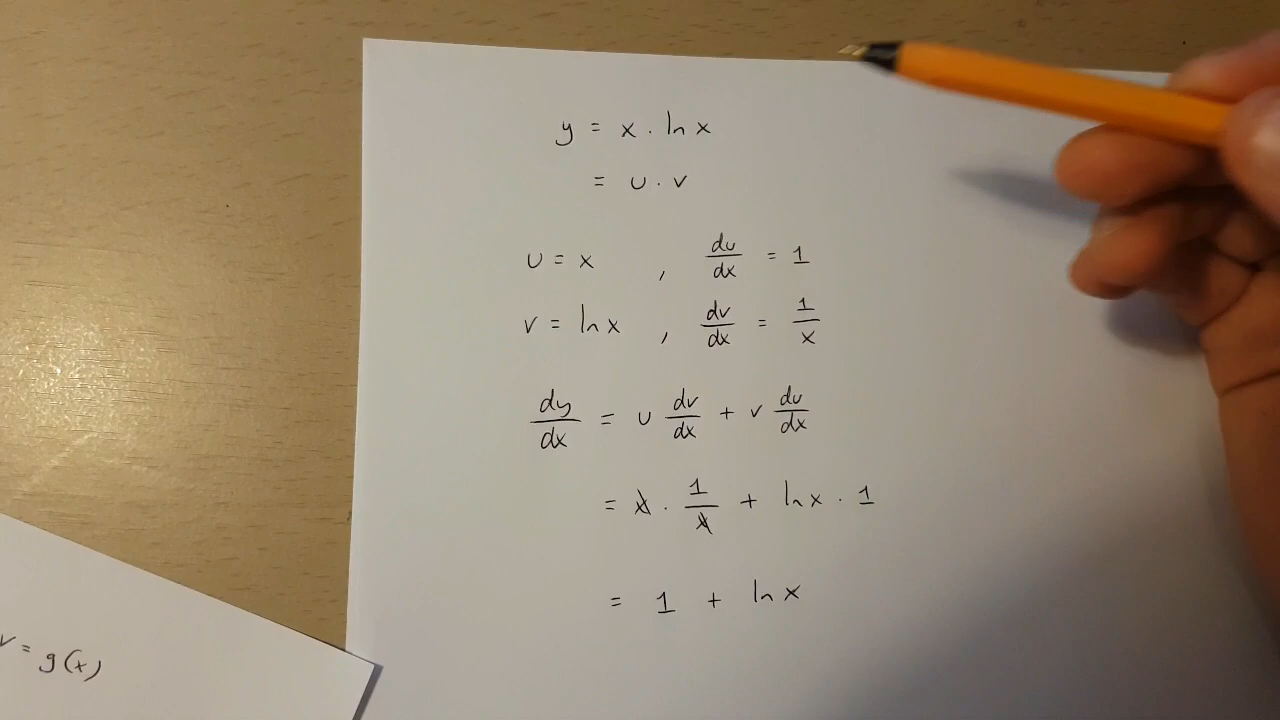 y = x . ln x
= u . v
u = x , du/dx = 1
v = ln x , dv/dx = 1/x
dy/dx = u dv/dx + v du/dx
= x . 1/x + ln x . 1
= 1 + ln x
v = g(x)